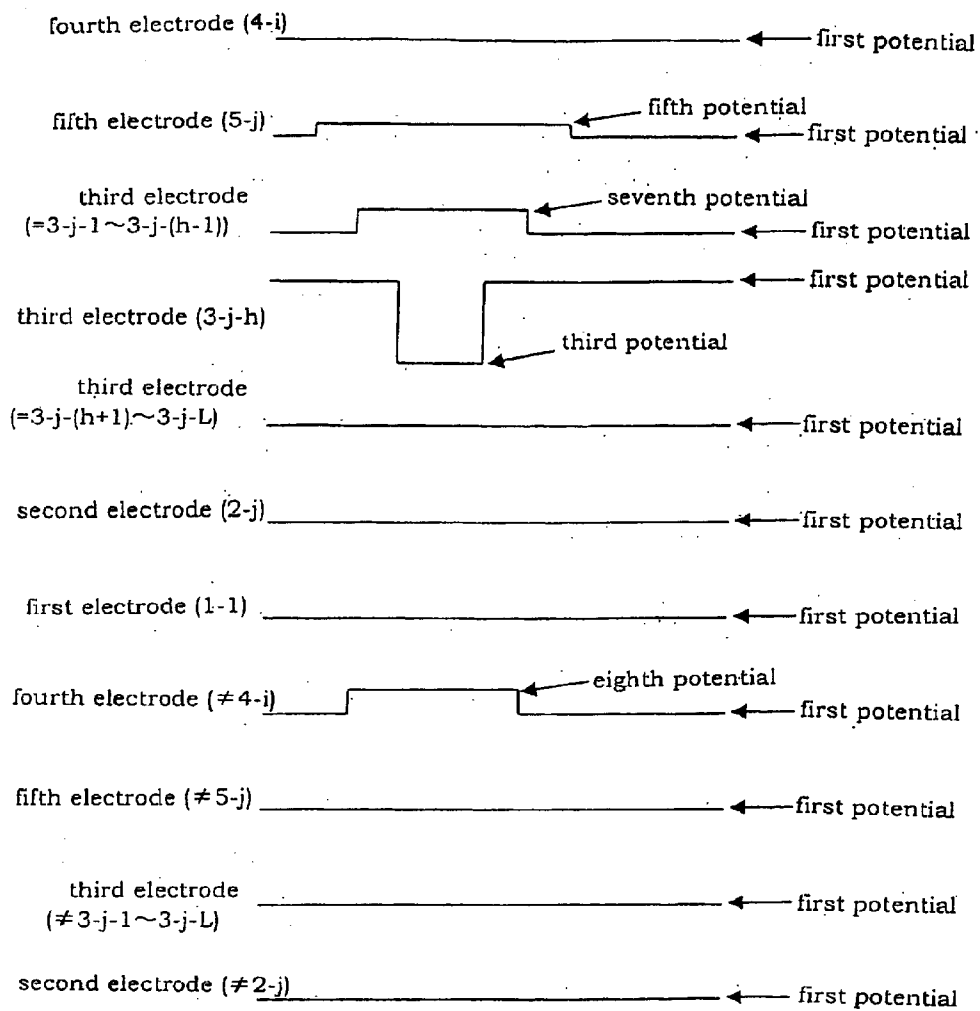 fourth electrode (4-i)
first potential
fifth electrode (5-j)
fifth potential
first potential
third electrode
(=3-j-1～3-j-(h-1))
seventh potential
first potential
first potential
third electrode (3-j-h)
third potential
third electrode
(=3-j-(h+1)～3-j-L)
first potential
second electrode (2-j)
first potential
first electrode (1-1)
first potential
fourth electrode (≠4-i)
eighth potential
first potential
fifth electrode (≠5-j)
first potential
third electrode
(≠3-j-1～3-j-L)
first potential
second electrode (≠2-j)
first potential